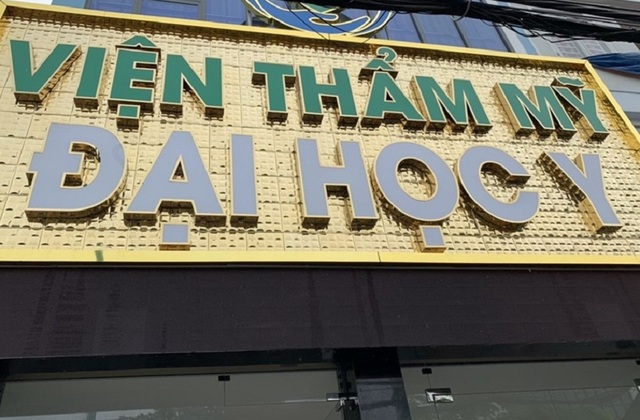 VIỆN THẨM MỸ
ĐẠI HỌC Y